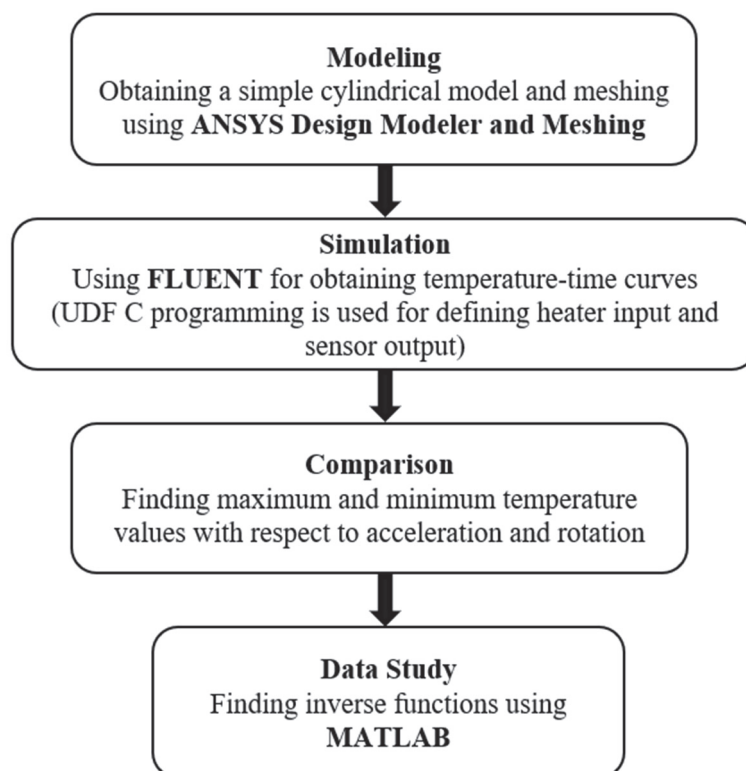 Modeling
Obtaining a simple cylindrical model and meshing
using ANSYS Design Modeler and Meshing
Simulation
Using FLUENT for obtaining temperature-time curves
(UDF C programming is used for defining heater input and
sensor output)
Comparison
Finding maximum and minimum temperature
values with respect to acceleration and rotation
Data Study
Finding inverse functions using
MATLAB